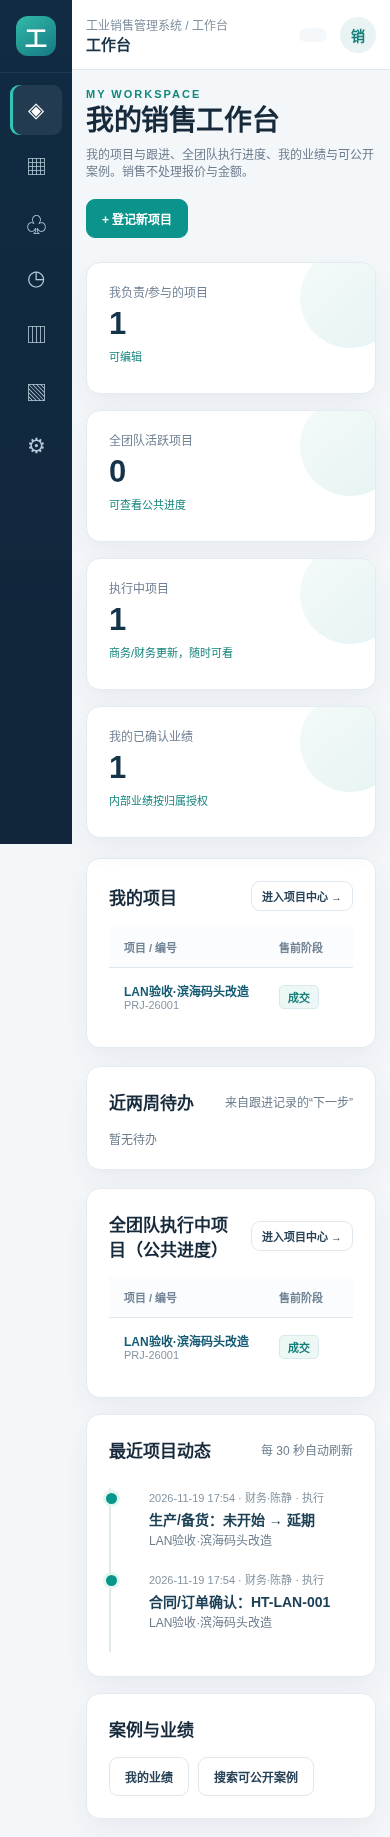 工
工业销售管理系统 / 工作台
工作台
销
MY WORKSPACE
我的销售工作台
我的项目与跟进、全团队执行进度、我的业绩与可公开
案例。销售不处理报价与金额。
+ 登记新项目
我负责/参与的项目
1
可编辑
全团队活跃项目
0
可查看公共进度
执行中项目
1
商务/财务更新，随时可看
我的已确认业绩
1
内部业绩按归属授权
我的项目
进入项目中心 →
项目 / 编号 售前阶段
LAN验收·滨海码头改造 成交
PRJ-26001
近两周待办
来自跟进记录的“下一步”
暂无待办
全团队执行中项
目（公共进度）
进入项目中心 →
项目 / 编号 售前阶段
LAN验收·滨海码头改造 成交
PRJ-26001
最近项目动态
每 30 秒自动刷新
2026-11-19 17:54 · 财务·陈静 · 执行
生产/备货：未开始 → 延期
LAN验收·滨海码头改造
2026-11-19 17:54 · 财务·陈静 · 执行
合同/订单确认：HT-LAN-001
LAN验收·滨海码头改造
案例与业绩
我的业绩 搜索可公开案例